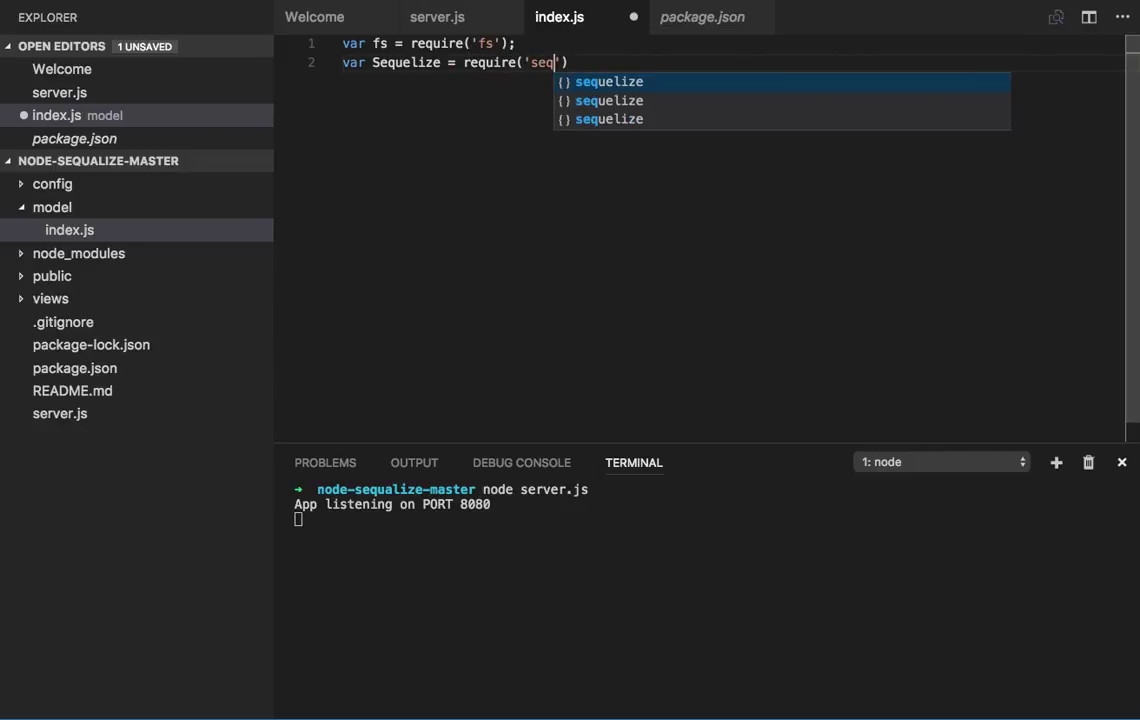 EXPLORER
OPEN EDITORS 1 UNSAVED
Welcome
server.js
index.js model
package.json
NODE-SEQUALIZE-MASTER
config
model
index.js
node_modules
public
views
.gitignore
package-lock.json
package.json
README.md
server.js
Welcome server.js index.js package.json
1 var fs = require('fs');
2 var Sequelize = require('seq')
{} sequelize
{} sequelize
{} sequelize
PROBLEMS OUTPUT DEBUG CONSOLE TERMINAL 1: node
→ node-sequalize-master node server.js
App listening on PORT 8080